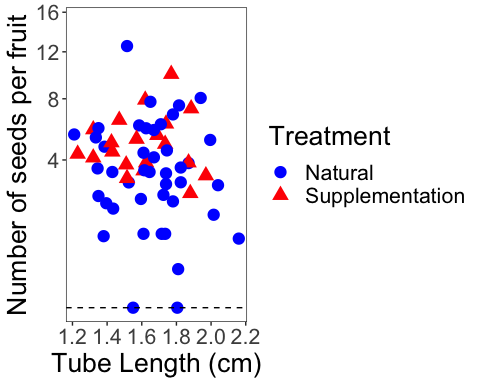 Number of seeds per fruit
16
12
8
4
1.2 1.4 1.6 1.8 2.0 2.2
Tube Length (cm)
Treatment
Natural
Supplementation